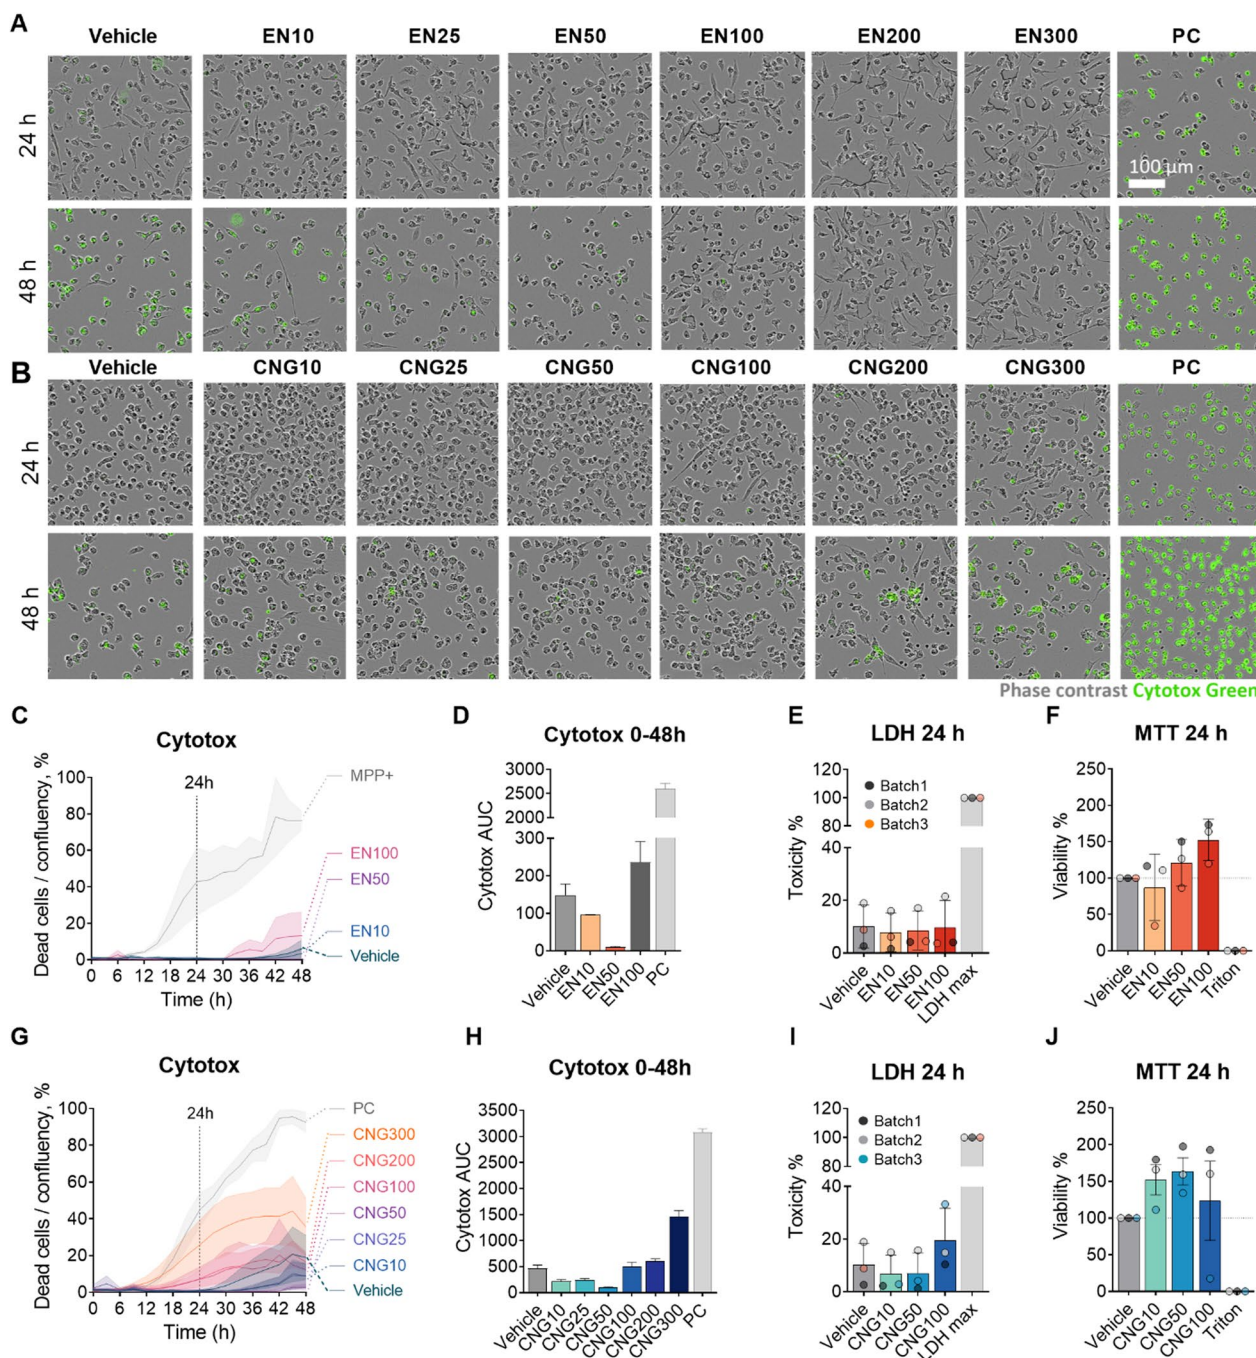 A
Vehicle EN10 EN25 EN50 EN100 EN200 EN300 PC
24 h
100 µm
48 h
B
Vehicle CNG10 CNG25 CNG50 CNG100 CNG200 CNG300 PC
24 h
48 h
Phase contrast Cytotox Green
C
Cytotox
Dead cells / confluency, %
100
80
60
40
20
0
24h
MPP+
EN100
EN50
EN10
Vehicle
0 6 12 18 24 30 36 42 48
Time (h)
D
Cytotox 0-48h
Cytotox AUC
3000
2500
2000
300
200
100
0
Vehicle EN10 EN50 EN100 PC
E
LDH 24 h
Toxicity %
120
100
80
40
20
0
Batch1
Batch2
Batch3
Vehicle EN10 EN50 EN100 LDH max
F
MTT 24 h
Viability %
250
200
150
100
50
0
Vehicle EN10 EN50 EN100 Triton
G
Cytotox
Dead cells / confluency, %
100
80
60
40
20
0
24h
PC
CNG300
CNG200
CNG100
CNG50
CNG25
CNG10
Vehicle
0 6 12 18 24 30 36 42 48
Time (h)
H
Cytotox 0-48h
Cytotox AUC
3500
3000
2500
2000
1500
1000
500
0
Vehicle CNG10 CNG25 CNG50 CNG100 CNG200 CNG300 PC
I
LDH 24 h
Toxicity %
120
100
80
40
20
0
Batch1
Batch2
Batch3
Vehicle CNG10 CNG50 CNG100 LDH max
J
MTT 24 h
Viability %
250
200
150
100
50
0
Vehicle CNG10 CNG50 CNG100 Triton